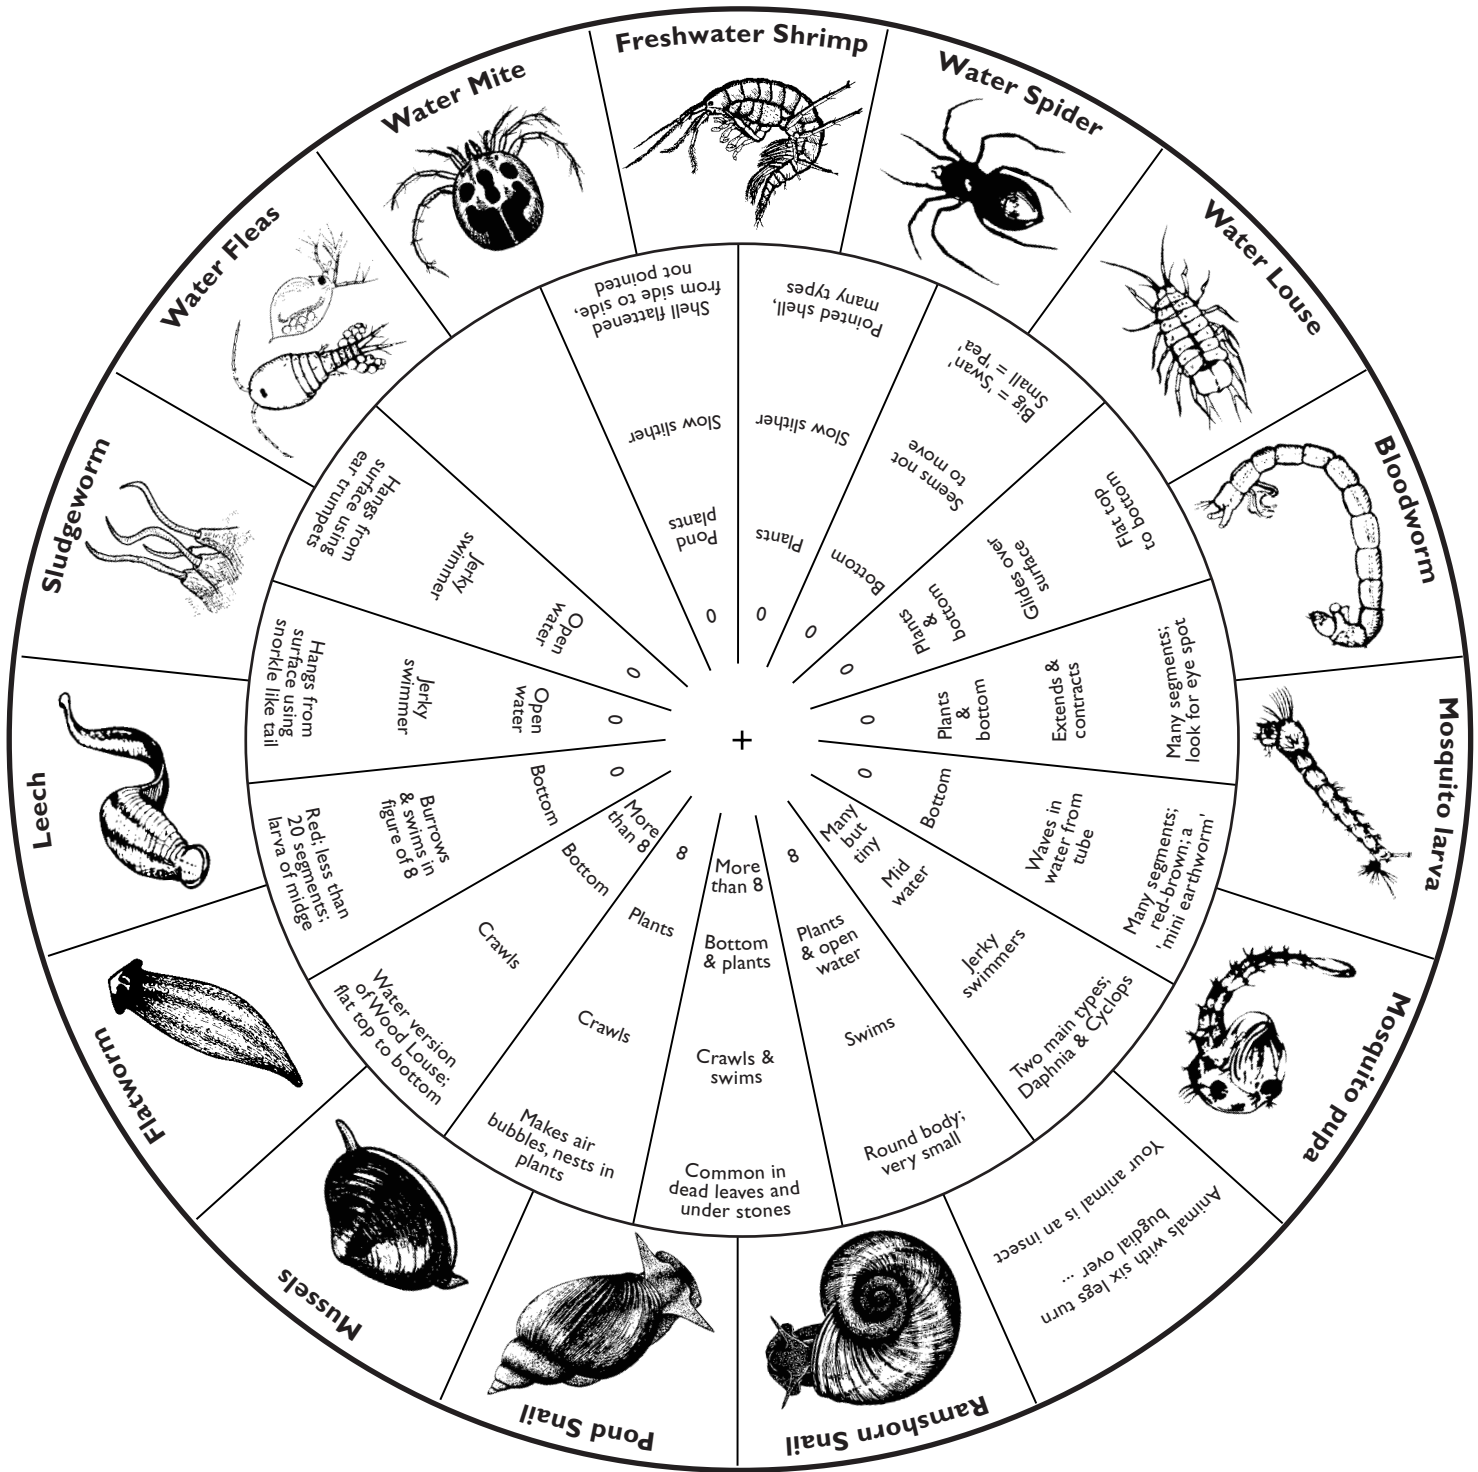 Freshwater Shrimp
Water Spider
Water Louse
Bloodworm
Mosquito larva
Mosquito pupa
Animals with six legs turn
bugdial over ...
Your animal is an insect
Ramshorn Snail
Pond Snail
Mussels
Flatworm
Leech
Sludgeworm
Water Fleas
Water Mite
Pointed shell,
many types
Slow slither
Plants
0
Big = 'Swan'
Small = 'Pea'
Seems not
to move
Bottom
0
Flat top
to bottom
Glides over
surface
Plants
&
bottom
0
Many segments;
look for eye spot
Extends &
contracts
Plants
&
bottom
0
Many segments;
red-brown; a
'mini earthworm'
Waves in
water from
tube
Bottom
0
Two main types;
Daphnia & Cyclops
Jerky
swimmers
Mid
water
Many
but
tiny
Round body;
very small
Swims
Plants
& open
water
8
More
than 8
Bottom
& plants
Crawls &
swims
Common in
dead leaves and
under stones
8
Plants
Crawls
Makes air
bubbles, nests in
plants
More
than 8
Bottom
Crawls
Water version
of Wood Louse;
flat top to bottom
0
Bottom
Burrows
& swims in
figure of 8
Red; less than
20 segments;
larva of midge
0
Open
water
Jerky
swimmer
Hangs from
surface using
snorkle like tail
0
Open
water
Jerky
swimmer
Hangs from
surface using
ear trumpets
Shell flattened
from side to side,
not pointed
Slow slither
Pond
plants
0